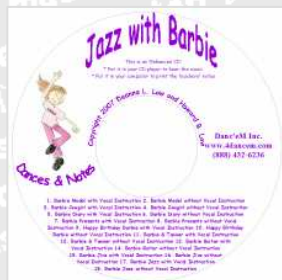 Jazz with Barbie
This is an Enhanced CD
* Put it in your CD player to hear the music
* Put it in your computer to print the teachers' notes
Copyright 2007 Deanna L. Law and Howard B. Law
Danc'eM Inc.
www.4dancem.com
(888) 452-6236
Dances & Notes
1. Barbie Model with Vocal Instruction 2. Barbie Model without Vocal Instruction
3. Barbie Caught with Vocal Instruction 4. Barbie Caught without Vocal Instruction
5. Barbie Diary with Vocal Instruction 6. Barbie Diary without Vocal Instruction
7. Barbie Presents with Vocal Instruction 8. Barbie Presents without Vocal
Instruction 9. Happy Birthday Barbie with Vocal Instruction 10. Happy Birthday
Barbie without Vocal Instruction 11. Barbie & Tanner with Vocal Instruction
12. Barbie & Tanner without Vocal Instruction 13. Barbie Guitar with
Vocal Instruction 14. Barbie Guitar without Vocal Instruction
15. Barbie Jive with Vocal Instruction 16. Barbie Jive without
Vocal Instruction 17. Barbie Jazz with Vocal Instruction
18. Barbie Jazz without Vocal Instruction